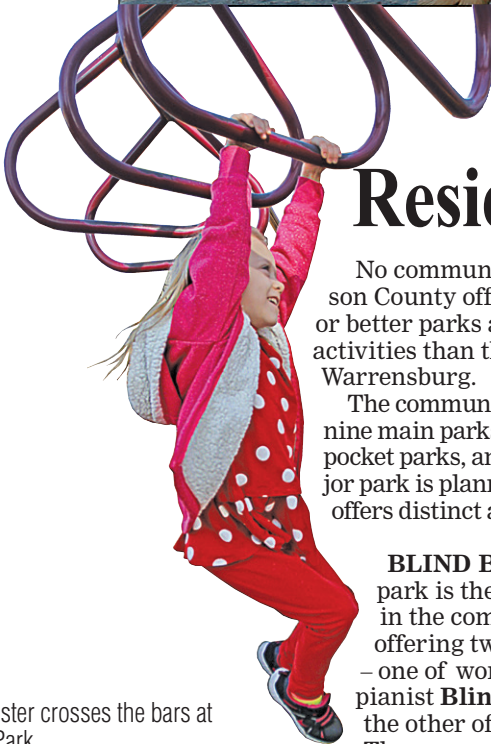 Resi
No commun
son County off
or better parks a
activities than th
Warrensburg.
The commun
nine main park
pocket parks, an
jor park is plann
offers distinct a
BLIND B
park is the
in the com
offering tw
– one of wor
pianist Blin
the other of
ster crosses the bars at
Park